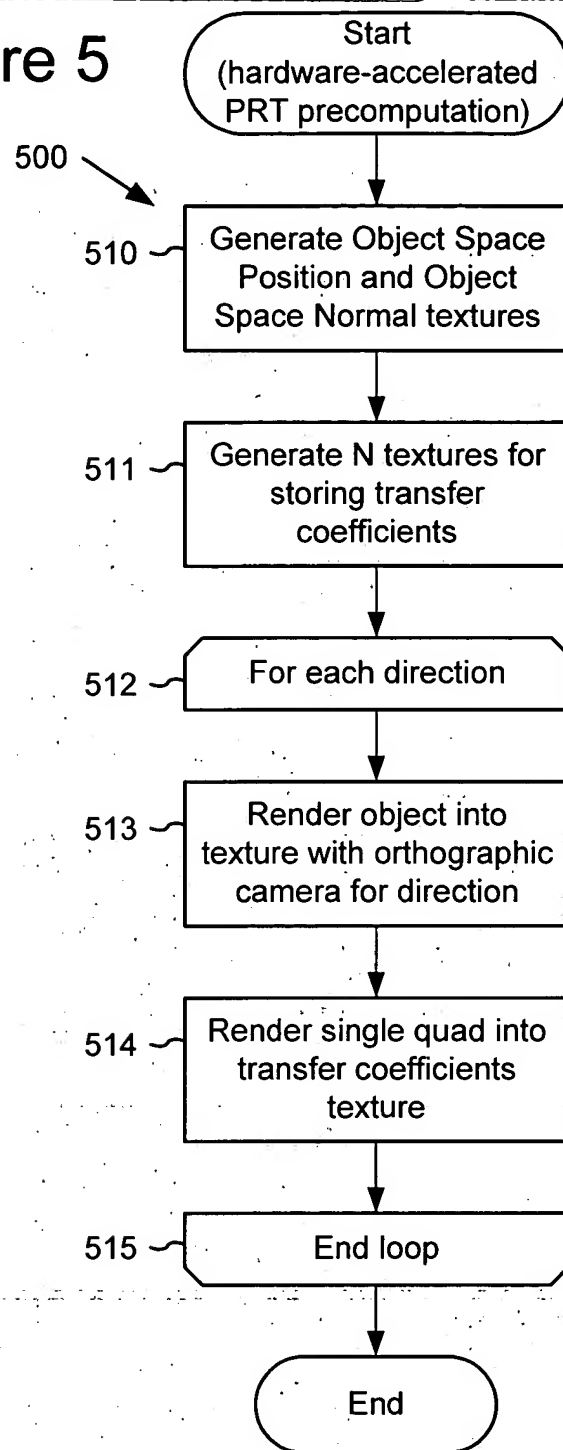 re 5
Start
(hardware-accelerated
PRT precomputation)
500
510
Generate Object Space
Position and Object
Space Normal textures
511
Generate N textures for
storing transfer
coefficients
512
For each direction
513
Render object into
texture with orthographic
camera for direction
514
Render single quad into
transfer coefficients
texture
515
End loop
End